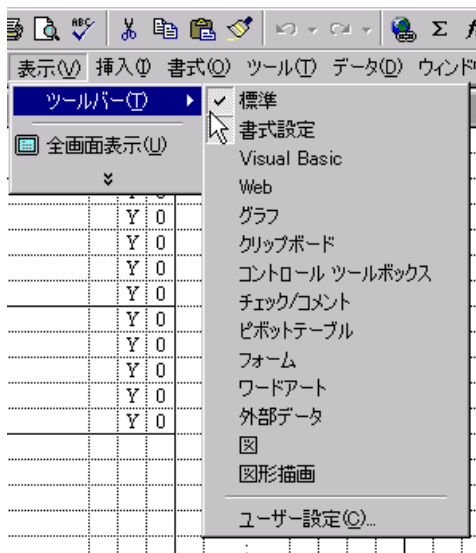 ABC
Σ
表示(V) 挿入(I) 書式(O) ツール(T) データ(D) ウィンド
ツールバー(T)
全画面表示(U)
標準
書式設定
Visual Basic
Web
グラフ
クリップボード
コントロール ツールボックス
チェック/コメント
ピボットテーブル
フォーム
ワードアート
外部データ
図
図形描画
ユーザー設定(C)...
Y 0
Y 0
Y 0
Y 0
Y 0
Y 0
Y 0
Y 0
Y 0